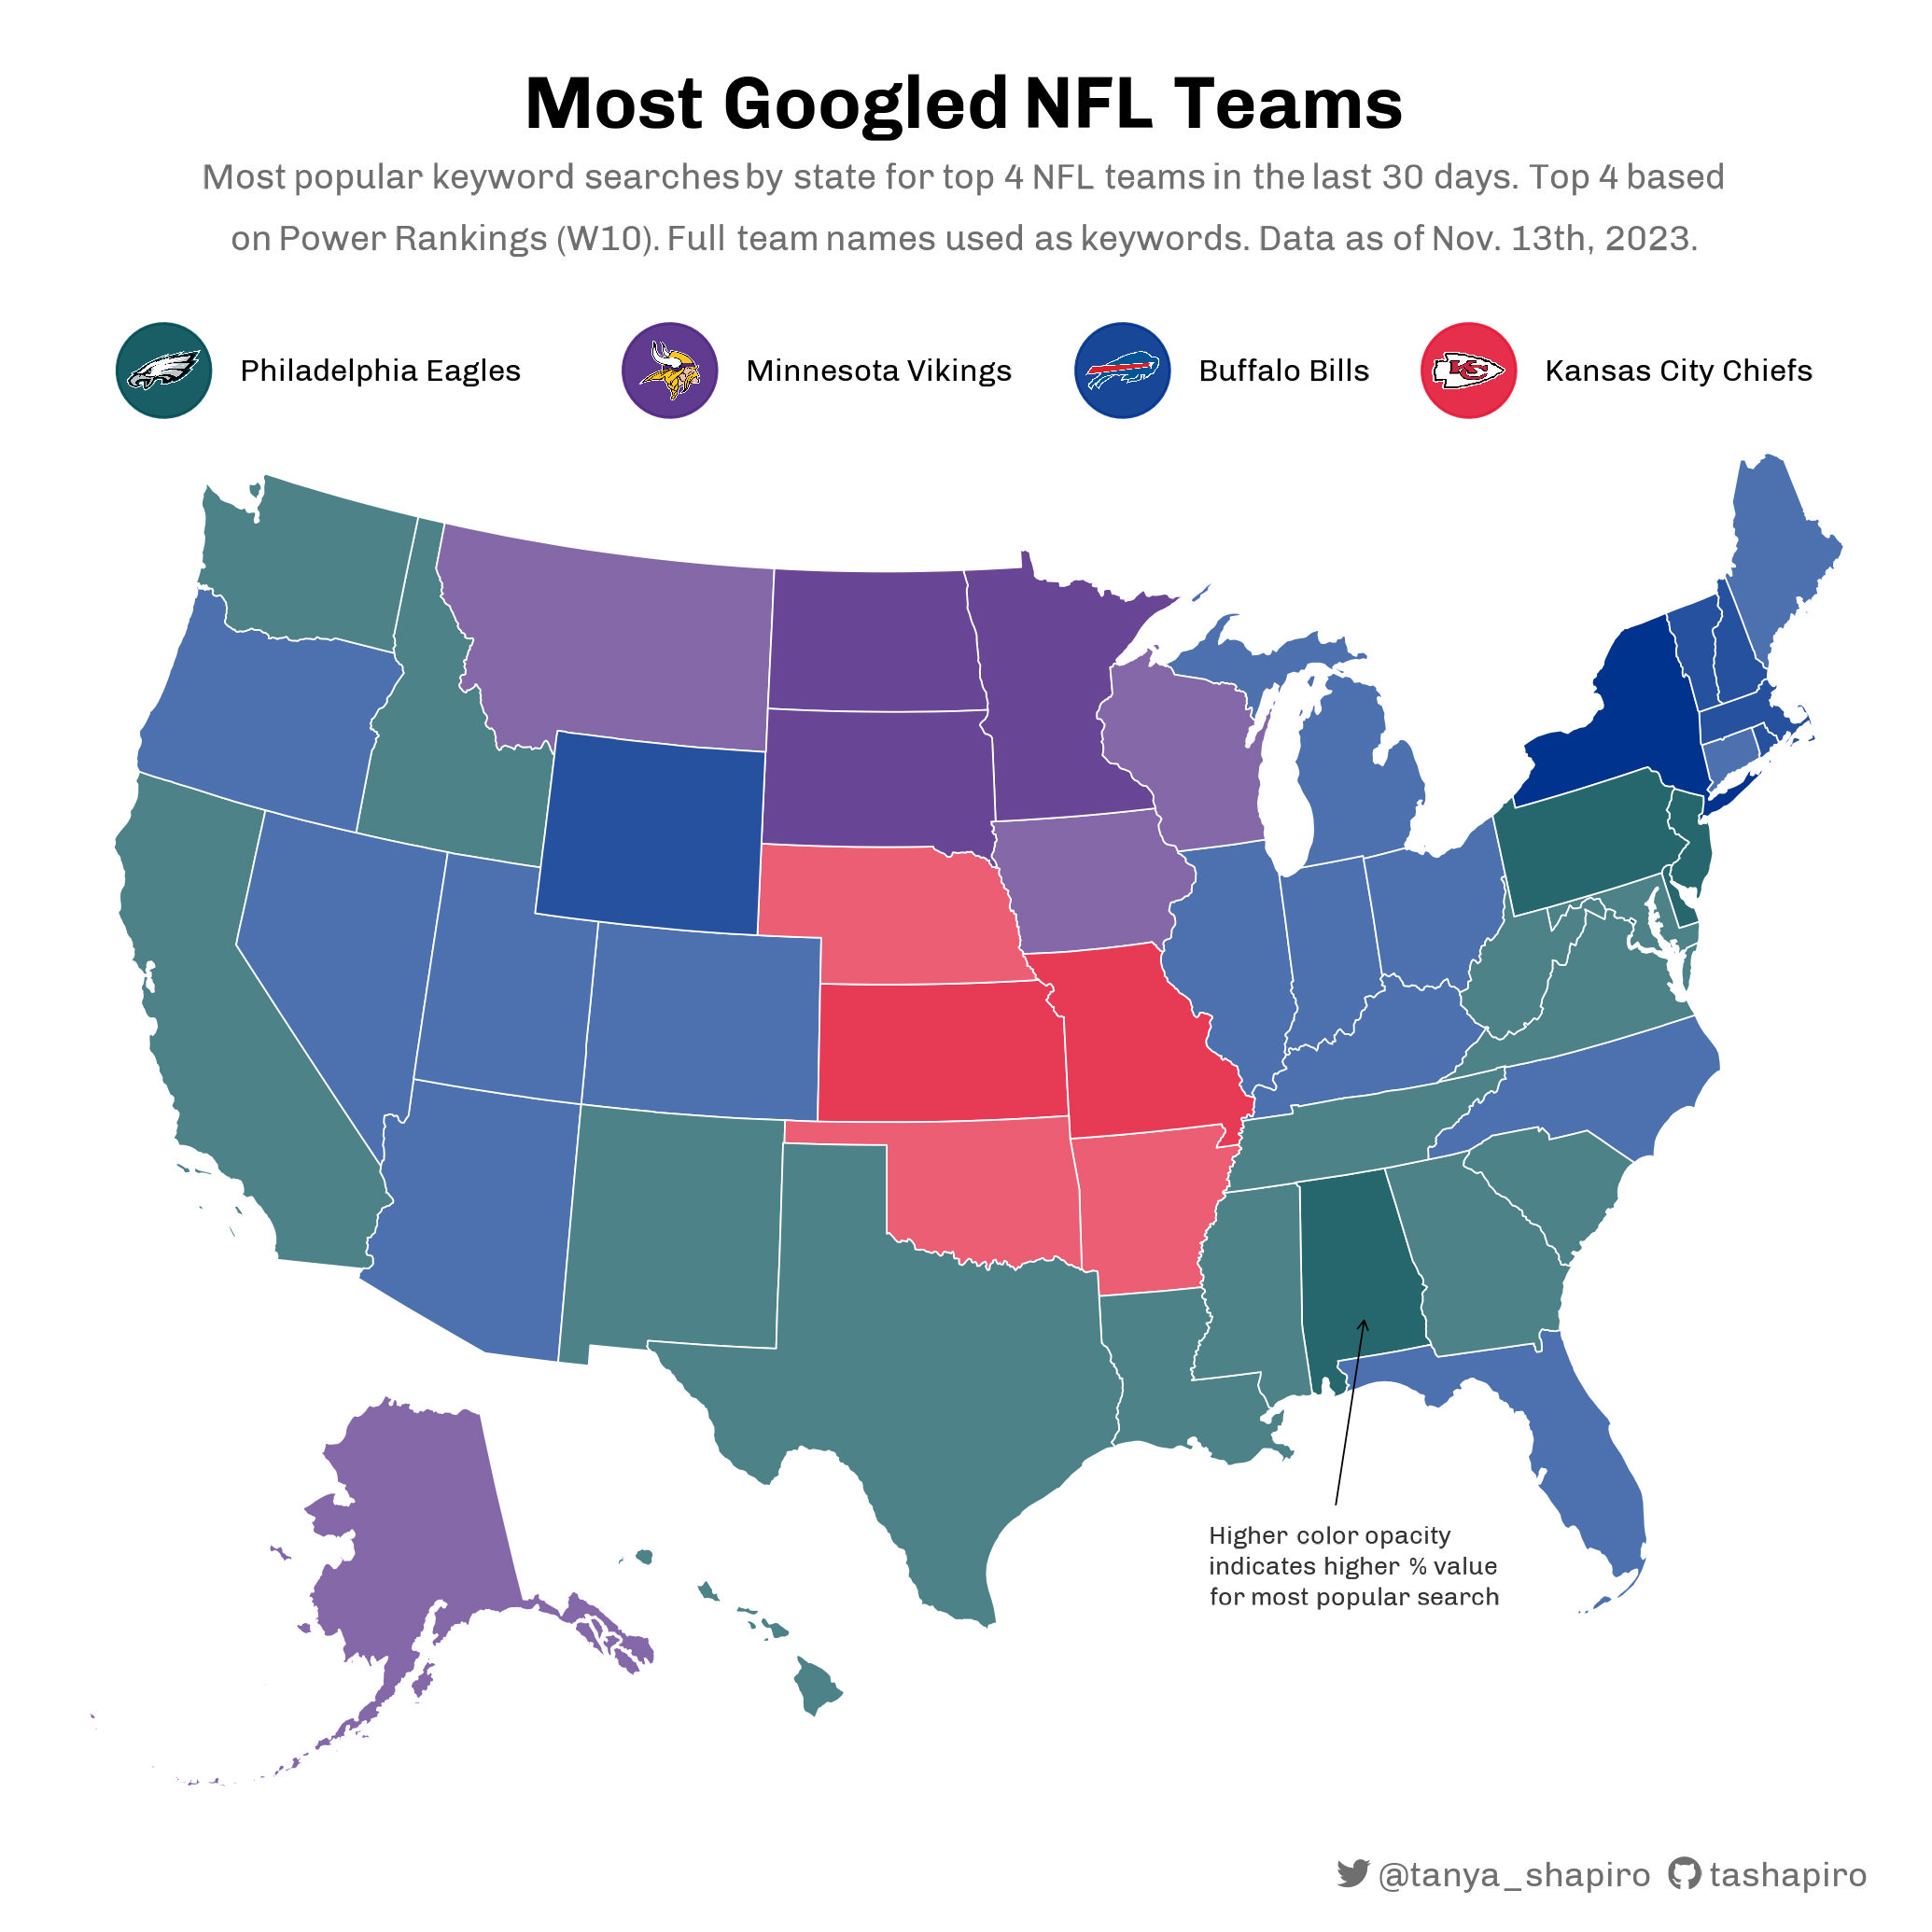 Most Googled NFL Teams
Most popular keyword searches by state for top 4 NFL teams in the last 30 days. Top 4 based
on Power Rankings (W10). Full team names used as keywords. Data as of Nov. 13th, 2023.
Philadelphia Eagles
Minnesota Vikings
Buffalo Bills
KC
Kansas City Chiefs
Higher color opacity
indicates higher % value
for most popular search
@tanya_shapiro tashapiro